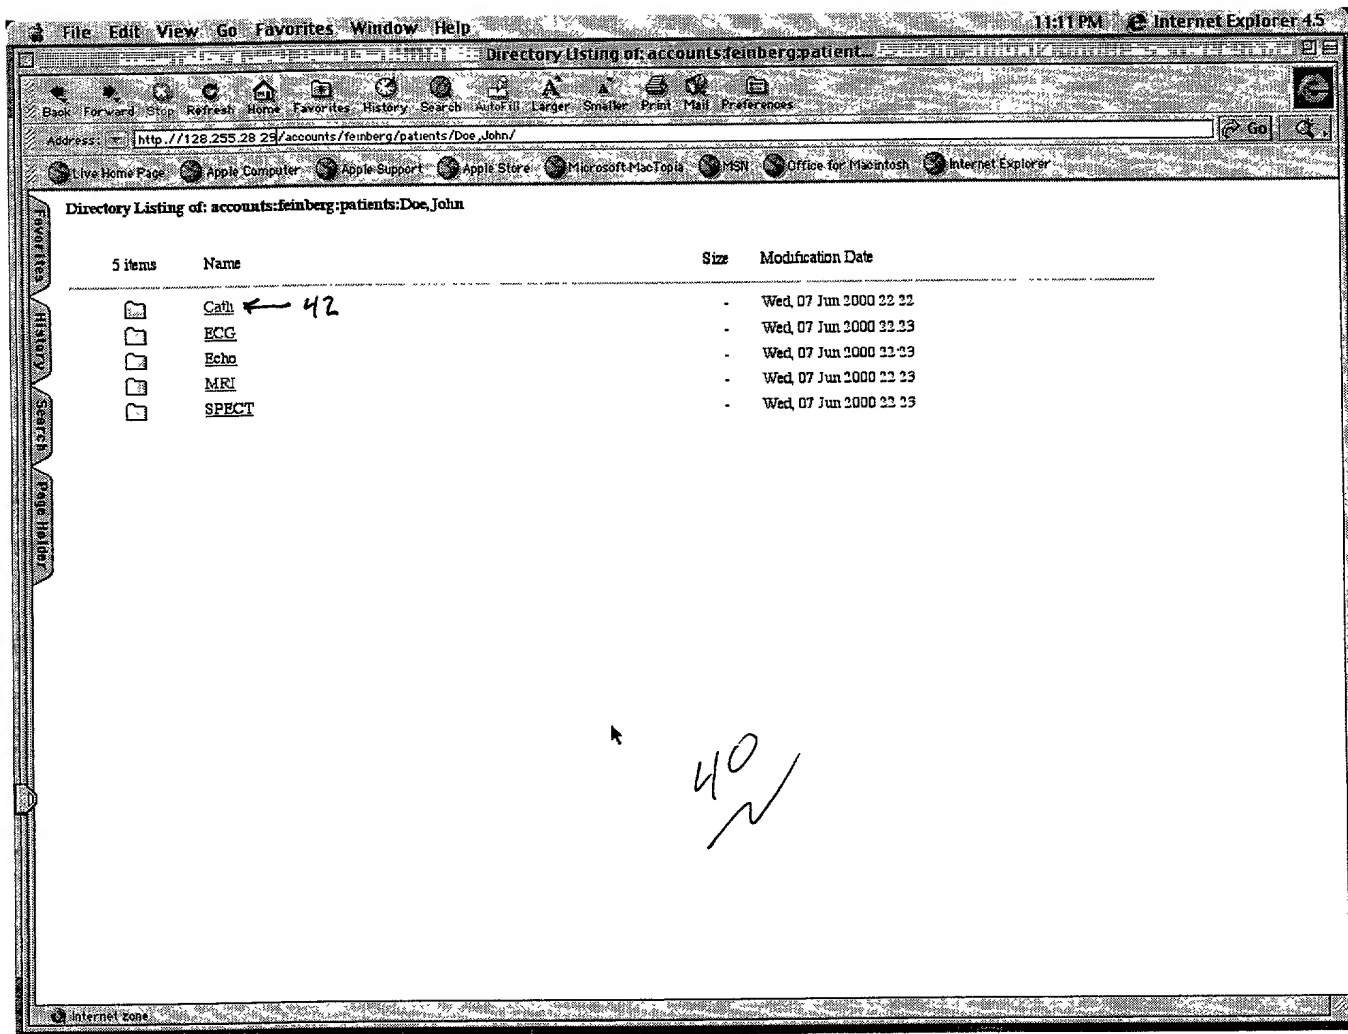 File Edit View Go Favorites Window Help 11:11 PM Internet Explorer 4.5
Directory Listing of: accounts:feinberg:patient...
Back Forward Stop Refresh Home Favorites History Search AutoFill Larger Smaller Print Mail Preferences
Address: http://128.255.28.29/accounts/feinberg/patients/Doe,John/ Go
Live Home Page Apple Computer Apple Support Apple Store Microsoft MacTopia MSN Office for Macintosh Internet Explorer
Favorites
History
Search
Page Holder
Directory Listing of: accounts:feinberg:patients:Doe,John
5 items Name Size Modification Date
Cath 42 - Wed, 07 Jun 2000 22:22
ECG - Wed, 07 Jun 2000 22:23
Echo - Wed, 07 Jun 2000 22:23
MRI - Wed, 07 Jun 2000 22:23
SPECT - Wed, 07 Jun 2000 22:23
40
Internet zone